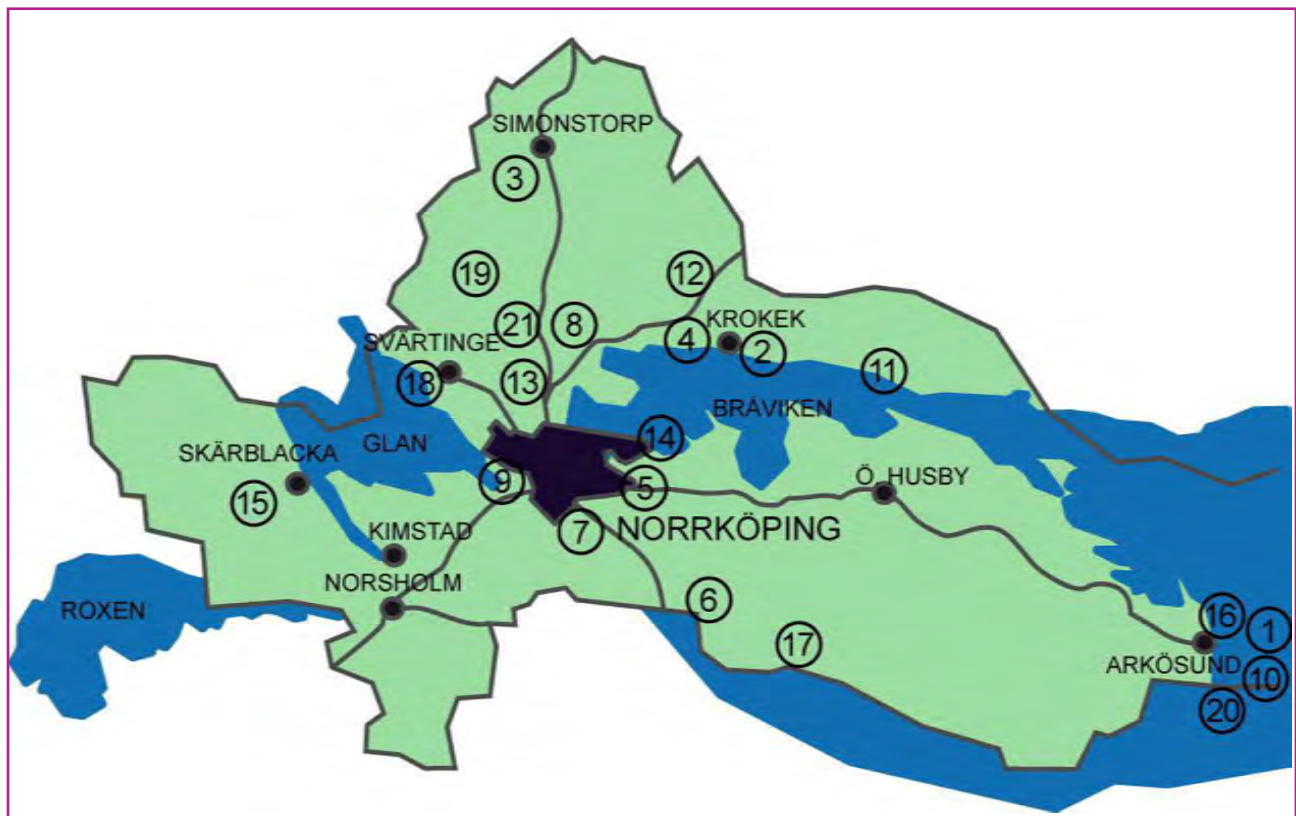 SIMONSTORP
3
19
12
21
8
KROKEK
4
2
SVÄRTINGE
18
13
11
BRÅVIKEN
14
GLAN
SKÄRBLACKA
9
5
Ö. HUSBY
15
7
NORRKÖPING
KIMSTAD
NORSHOLM
6
ROXEN
17
16
1
ARKÖSUND
10
20